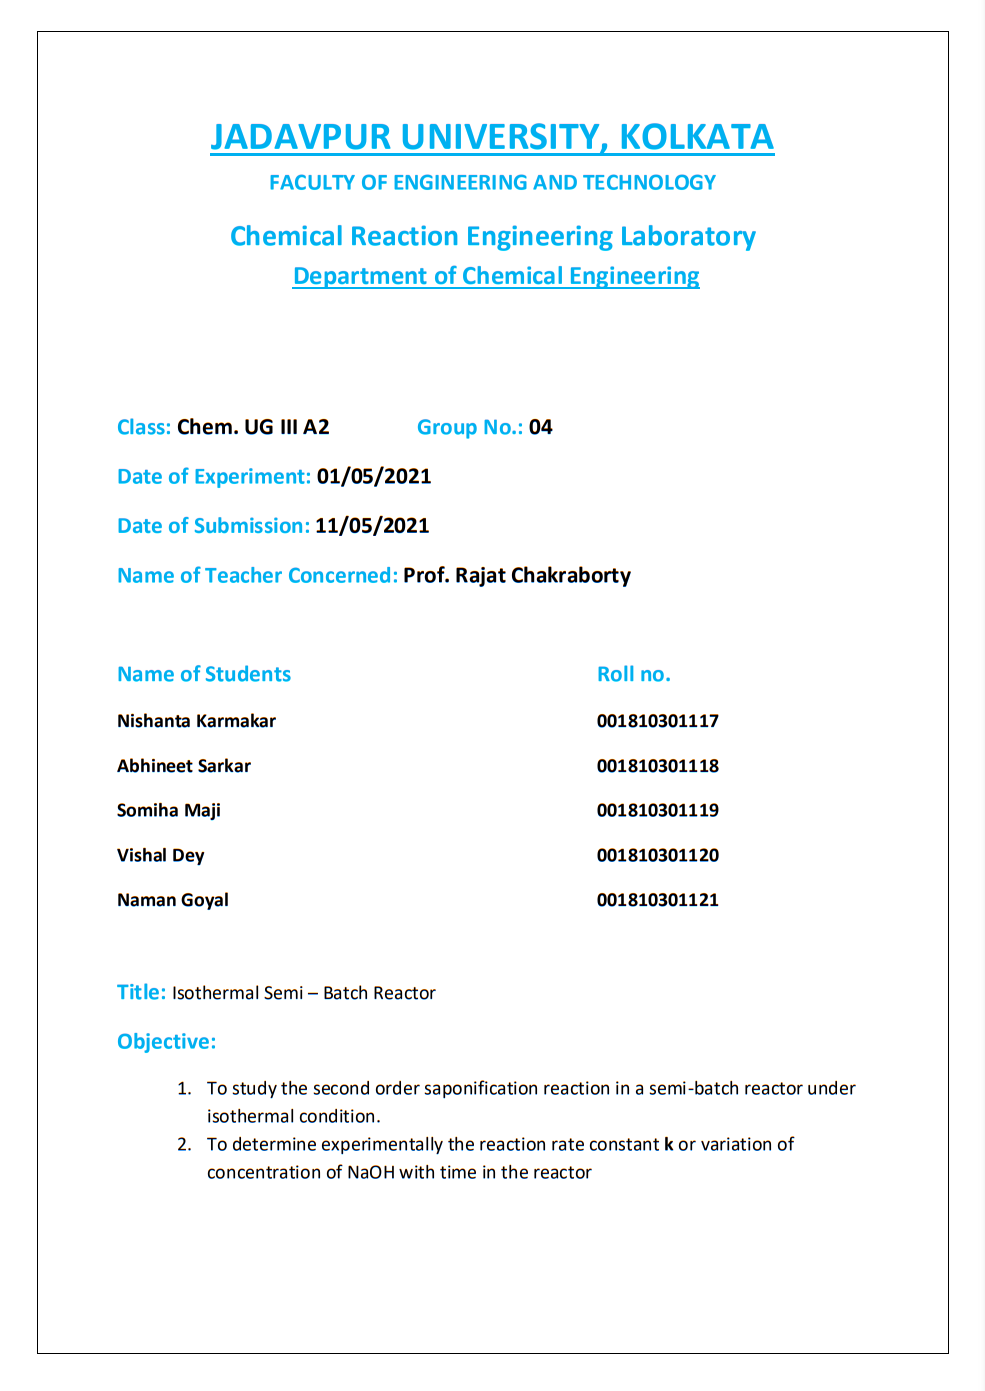 JADAVPUR UNIVERSITY, KOLKATA
FACULTY OF ENGINEERING AND TECHNOLOGY
Chemical Reaction Engineering Laboratory
Department of Chemical Engineering
Class: Chem. UG III A2 Group No.: 04
Date of Experiment: 01/05/2021
Date of Submission: 11/05/2021
Name of Teacher Concerned: Prof. Rajat Chakraborty
Name of Students Roll no.
Nishanta Karmakar 001810301117
Abhineet Sarkar 001810301118
Somiha Maji 001810301119
Vishal Dey 001810301120
Naman Goyal 001810301121
Title: Isothermal Semi – Batch Reactor
Objective:
1. To study the second order saponification reaction in a semi-batch reactor under
isothermal condition.
2. To determine experimentally the reaction rate constant k or variation of
concentration of NaOH with time in the reactor